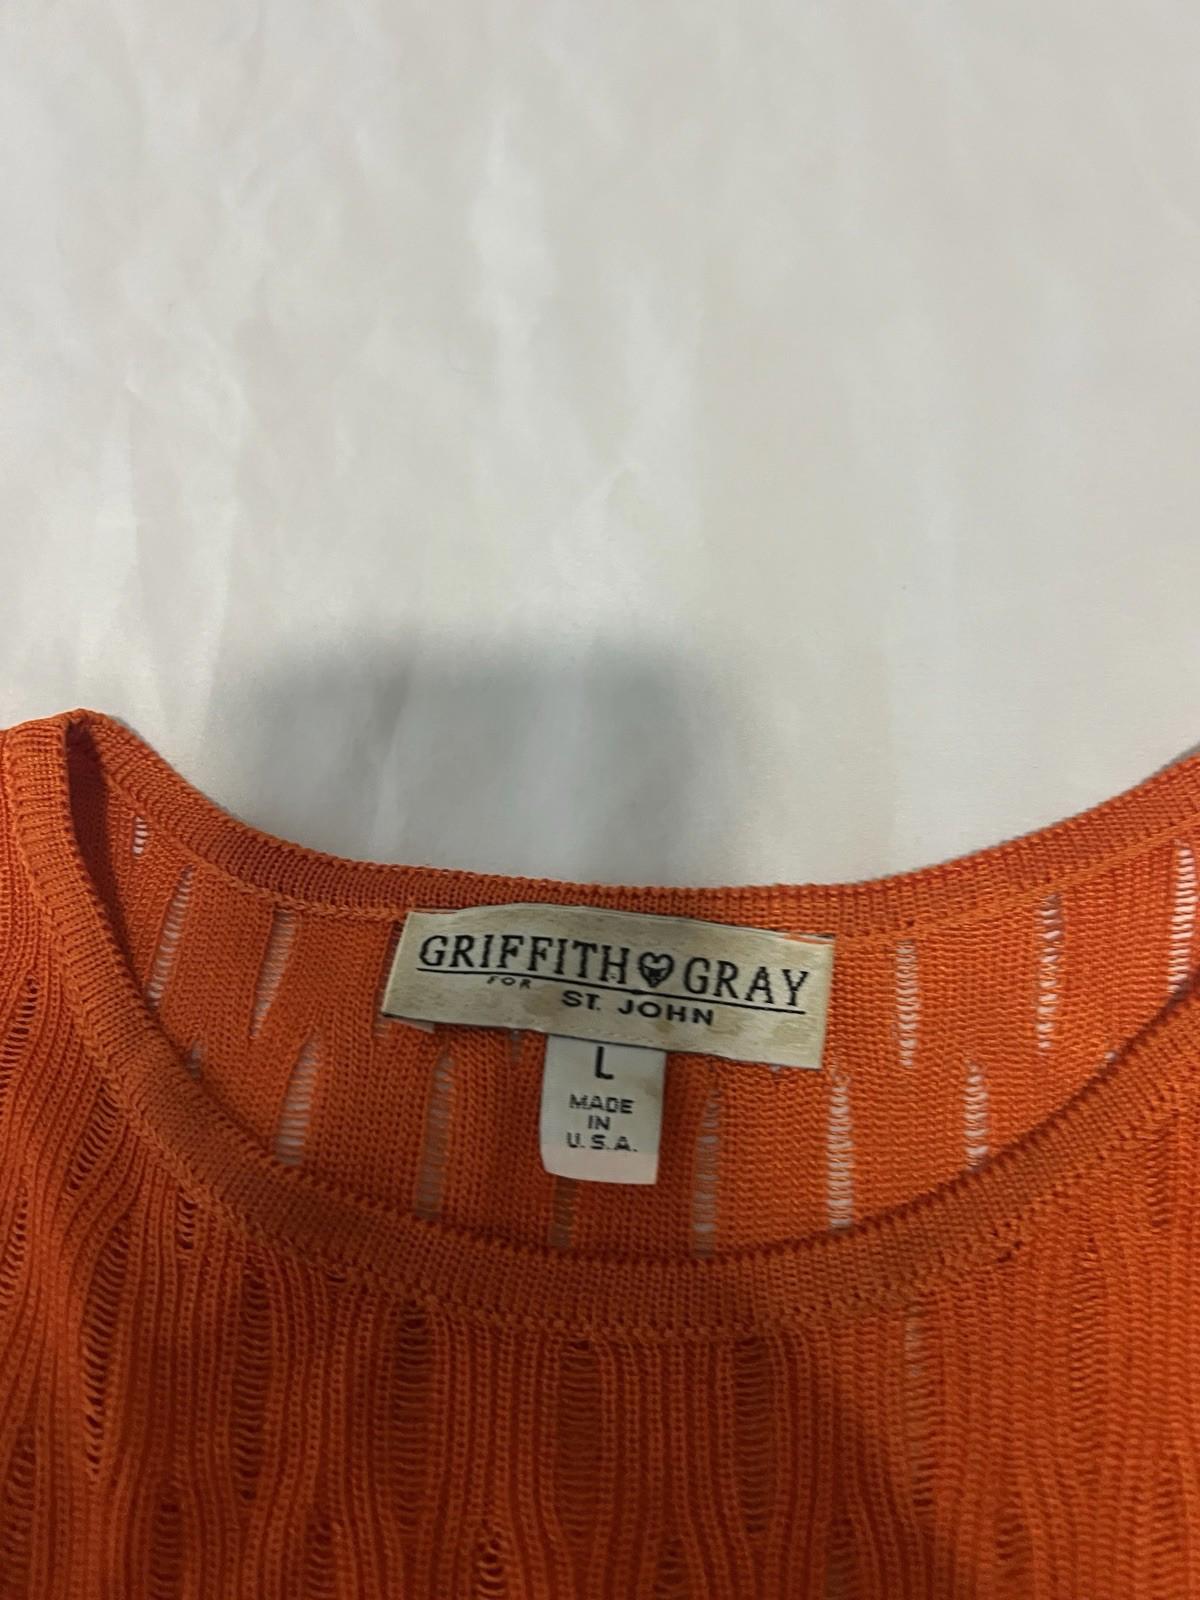 GRIFFITH GRAY
FOR ST. JOHN
L
MADE
IN
U.S.A.